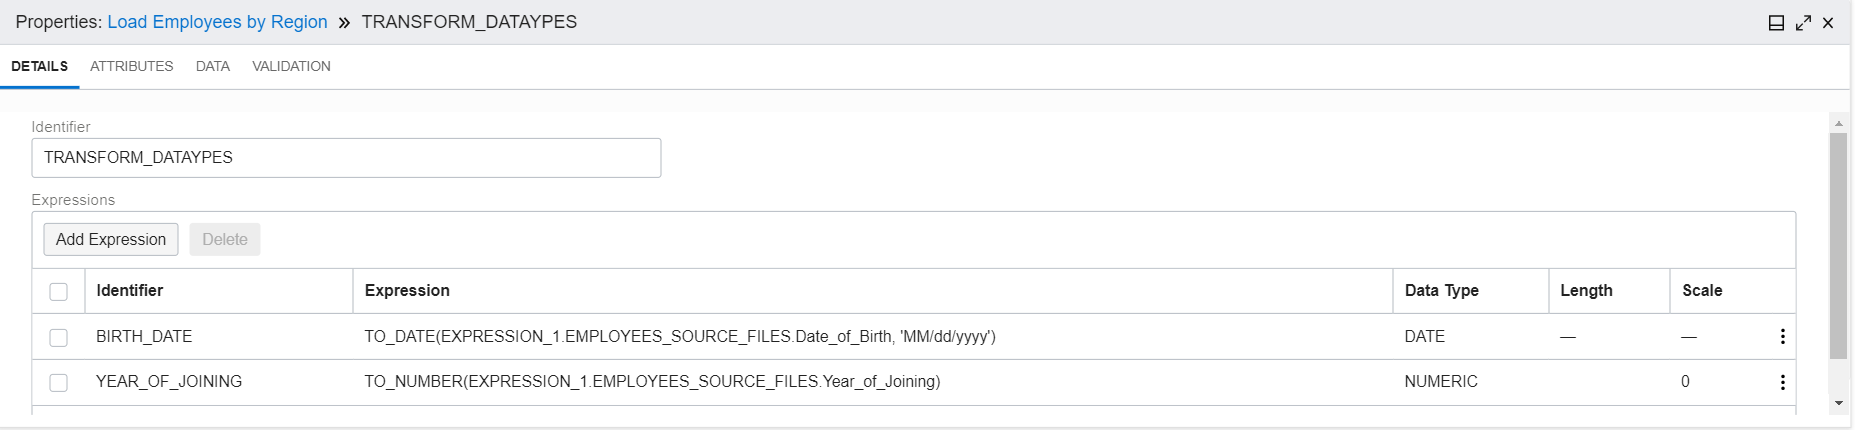 Properties: Load Employees by Region » TRANSFORM_DATAYPES
DETAILS ATTRIBUTES DATA VALIDATION
Identifier
TRANSFORM_DATAYPES
Expressions
Add Expression Delete
Identifier Expression Data Type Length Scale
BIRTH_DATE TO_DATE(EXPRESSION_1.EMPLOYEES_SOURCE_FILES.Date_of_Birth, 'MM/dd/yyyy') DATE — —
YEAR_OF_JOINING TO_NUMBER(EXPRESSION_1.EMPLOYEES_SOURCE_FILES.Year_of_Joining) NUMERIC 0